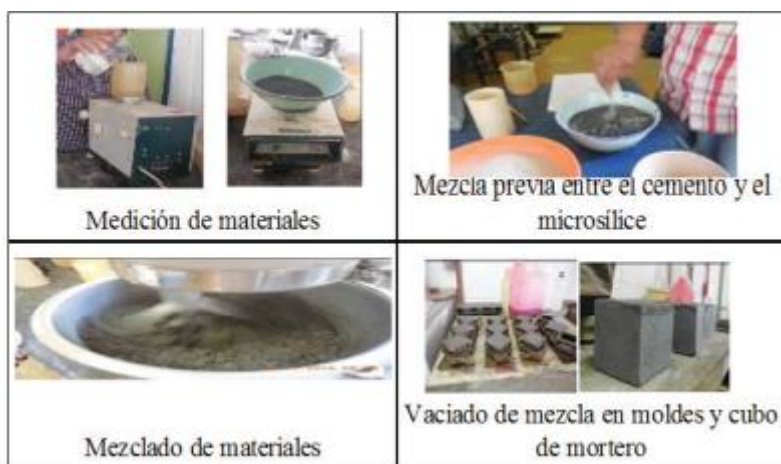 Medición de materiales
Mezcla previa entre el cemento y el
microsílice
Mezclado de materiales
Vaciado de mezcla en moldes y cubo
de mortero